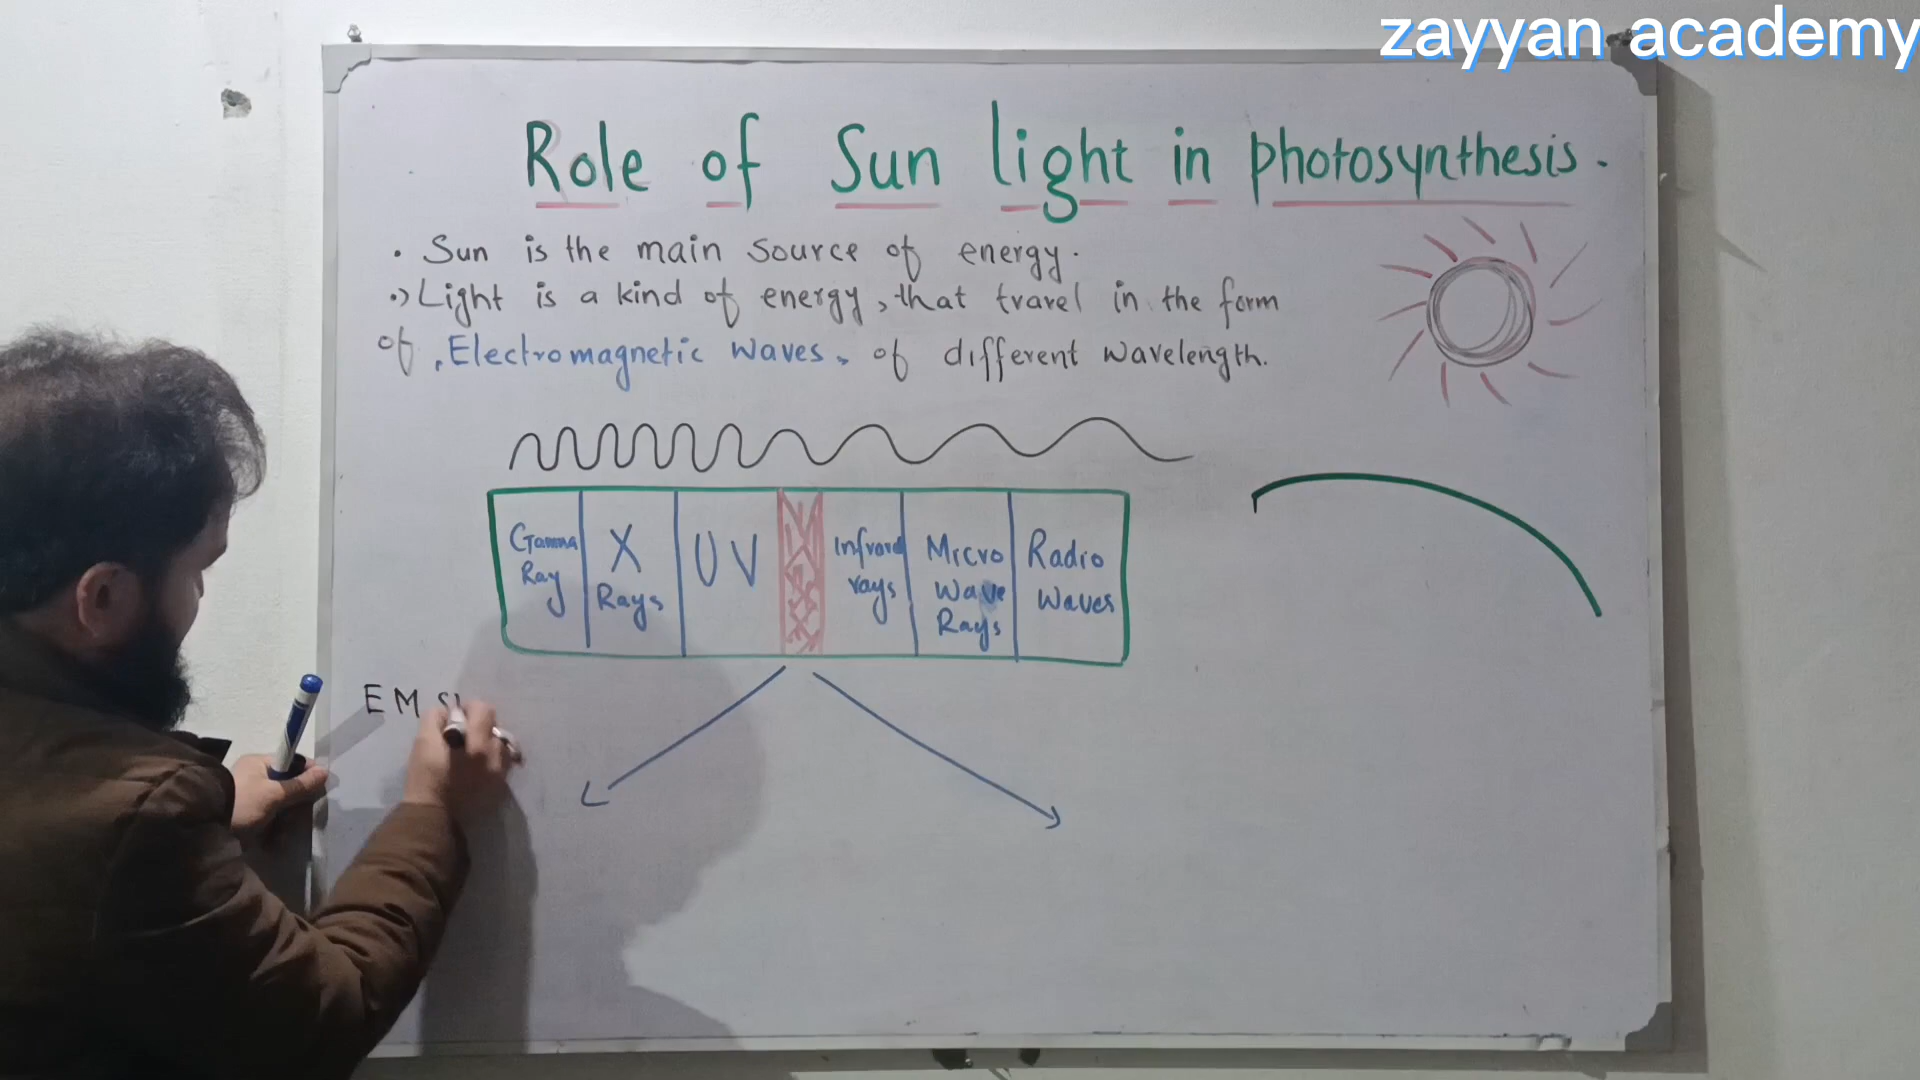 zayyan academy
Role of Sun light in photosynthesis.
• Sun is the main source of energy.
•) Light is a kind of energy, that travel in the form
of, Electromagnetic waves, of different wavelength.
Gamma Ray
X Rays
UV
Infrared rays
Micro Wave Rays
Radio Waves
EM